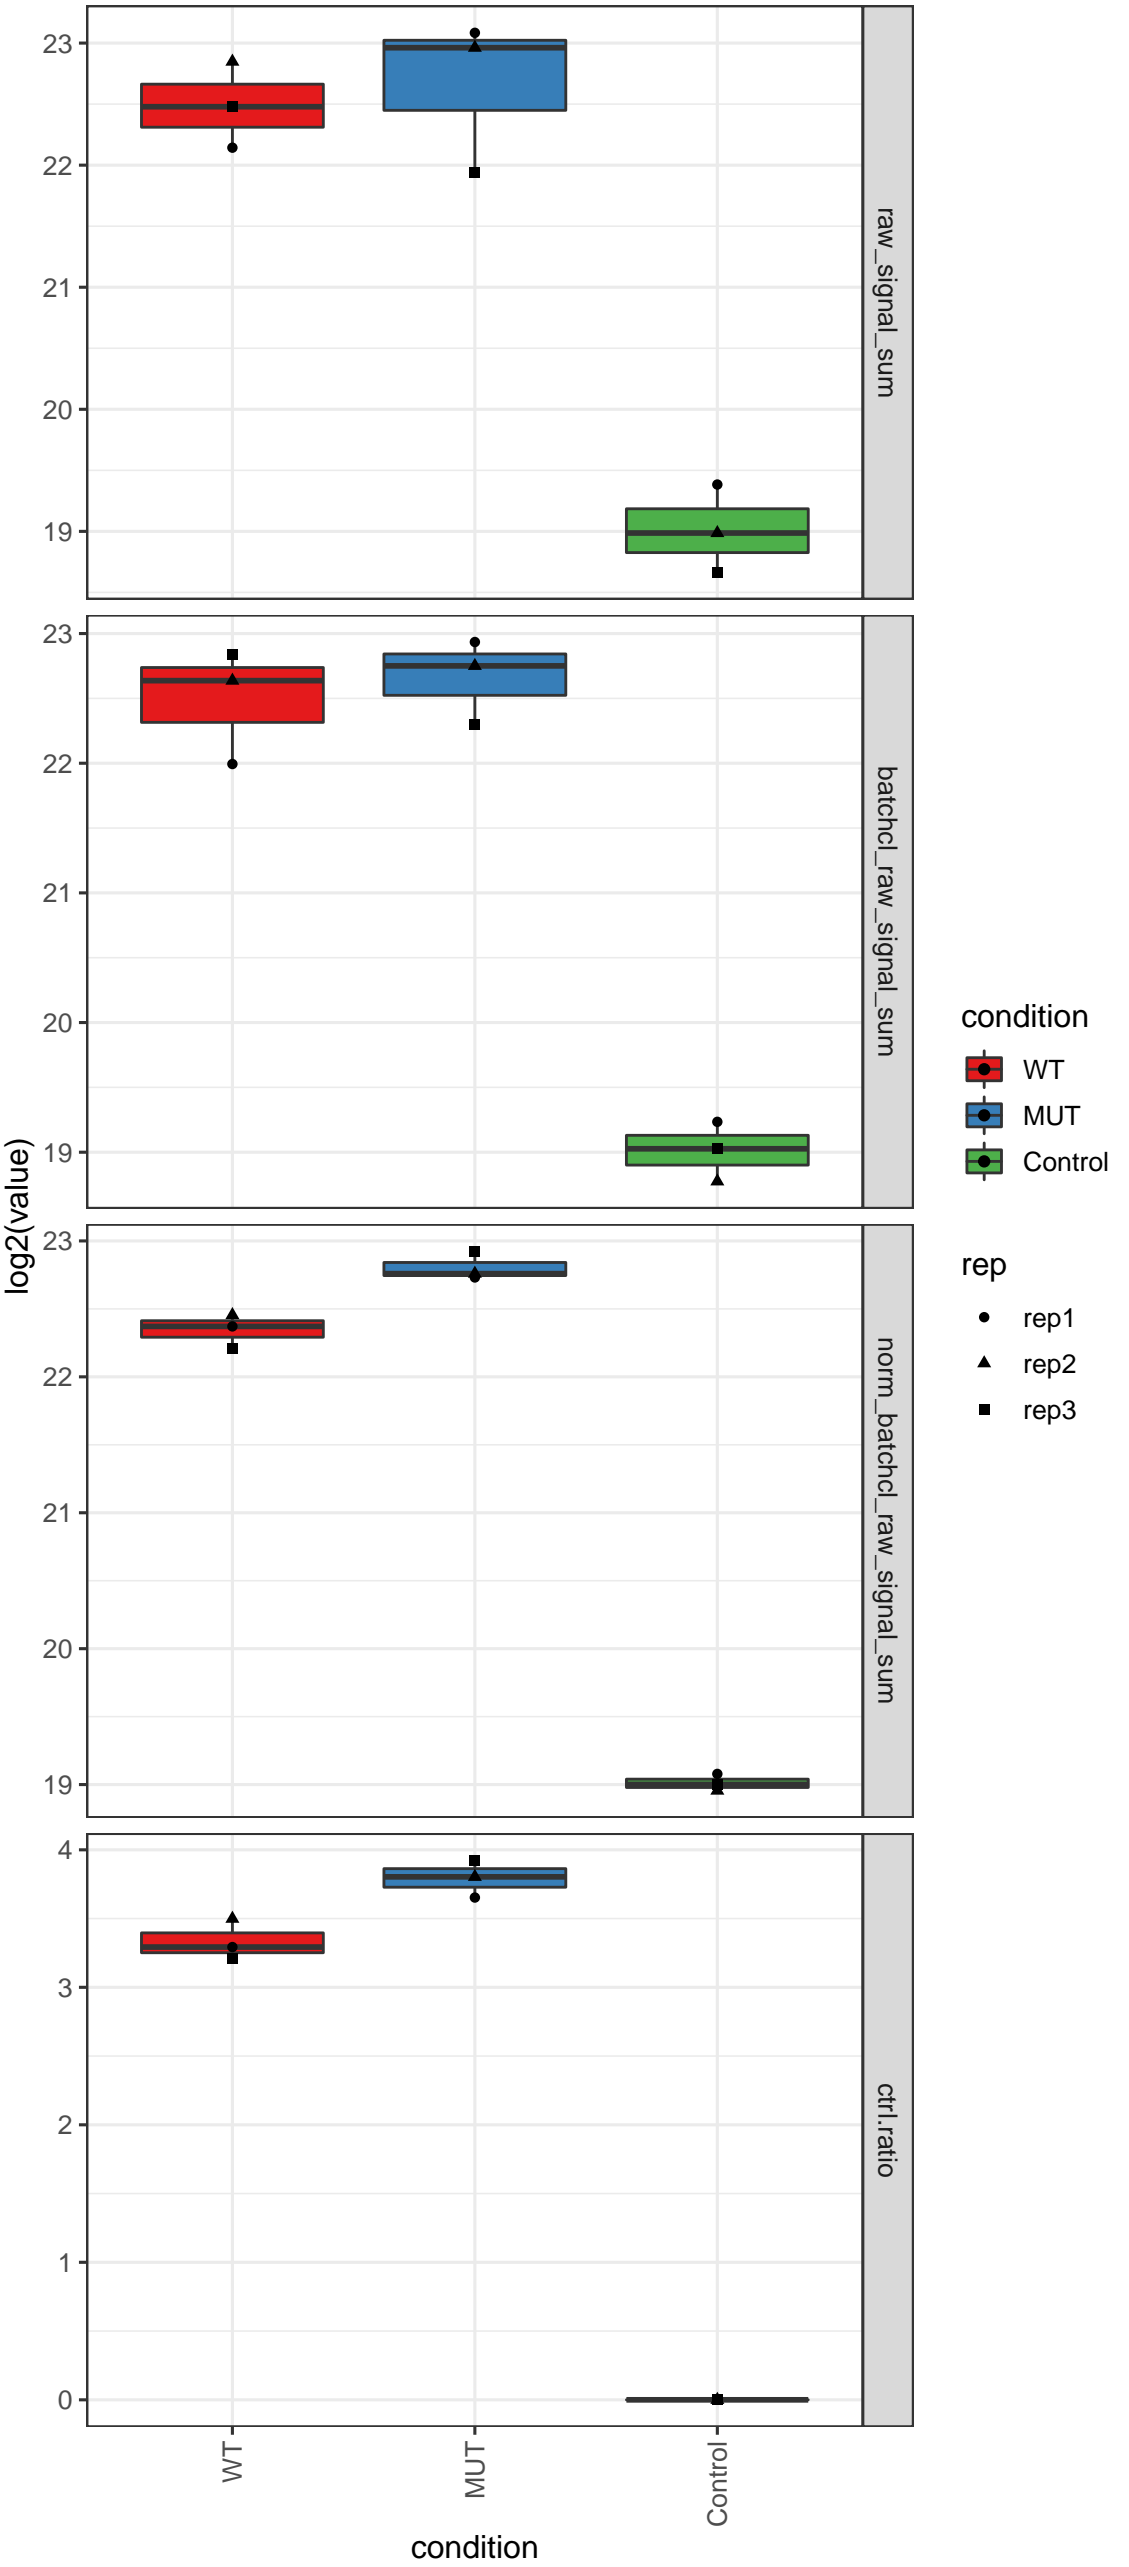 log2(value)
23
22
21
20
19
raw_signal_sum
23
22
21
20
19
batchcl_raw_signal_sum
23
22
21
20
19
norm_batchcl_raw_signal_sum
4
3
2
1
0
ctrl.ratio
WT
MUT
Control
condition
condition
WT
MUT
Control
rep
rep1
rep2
rep3